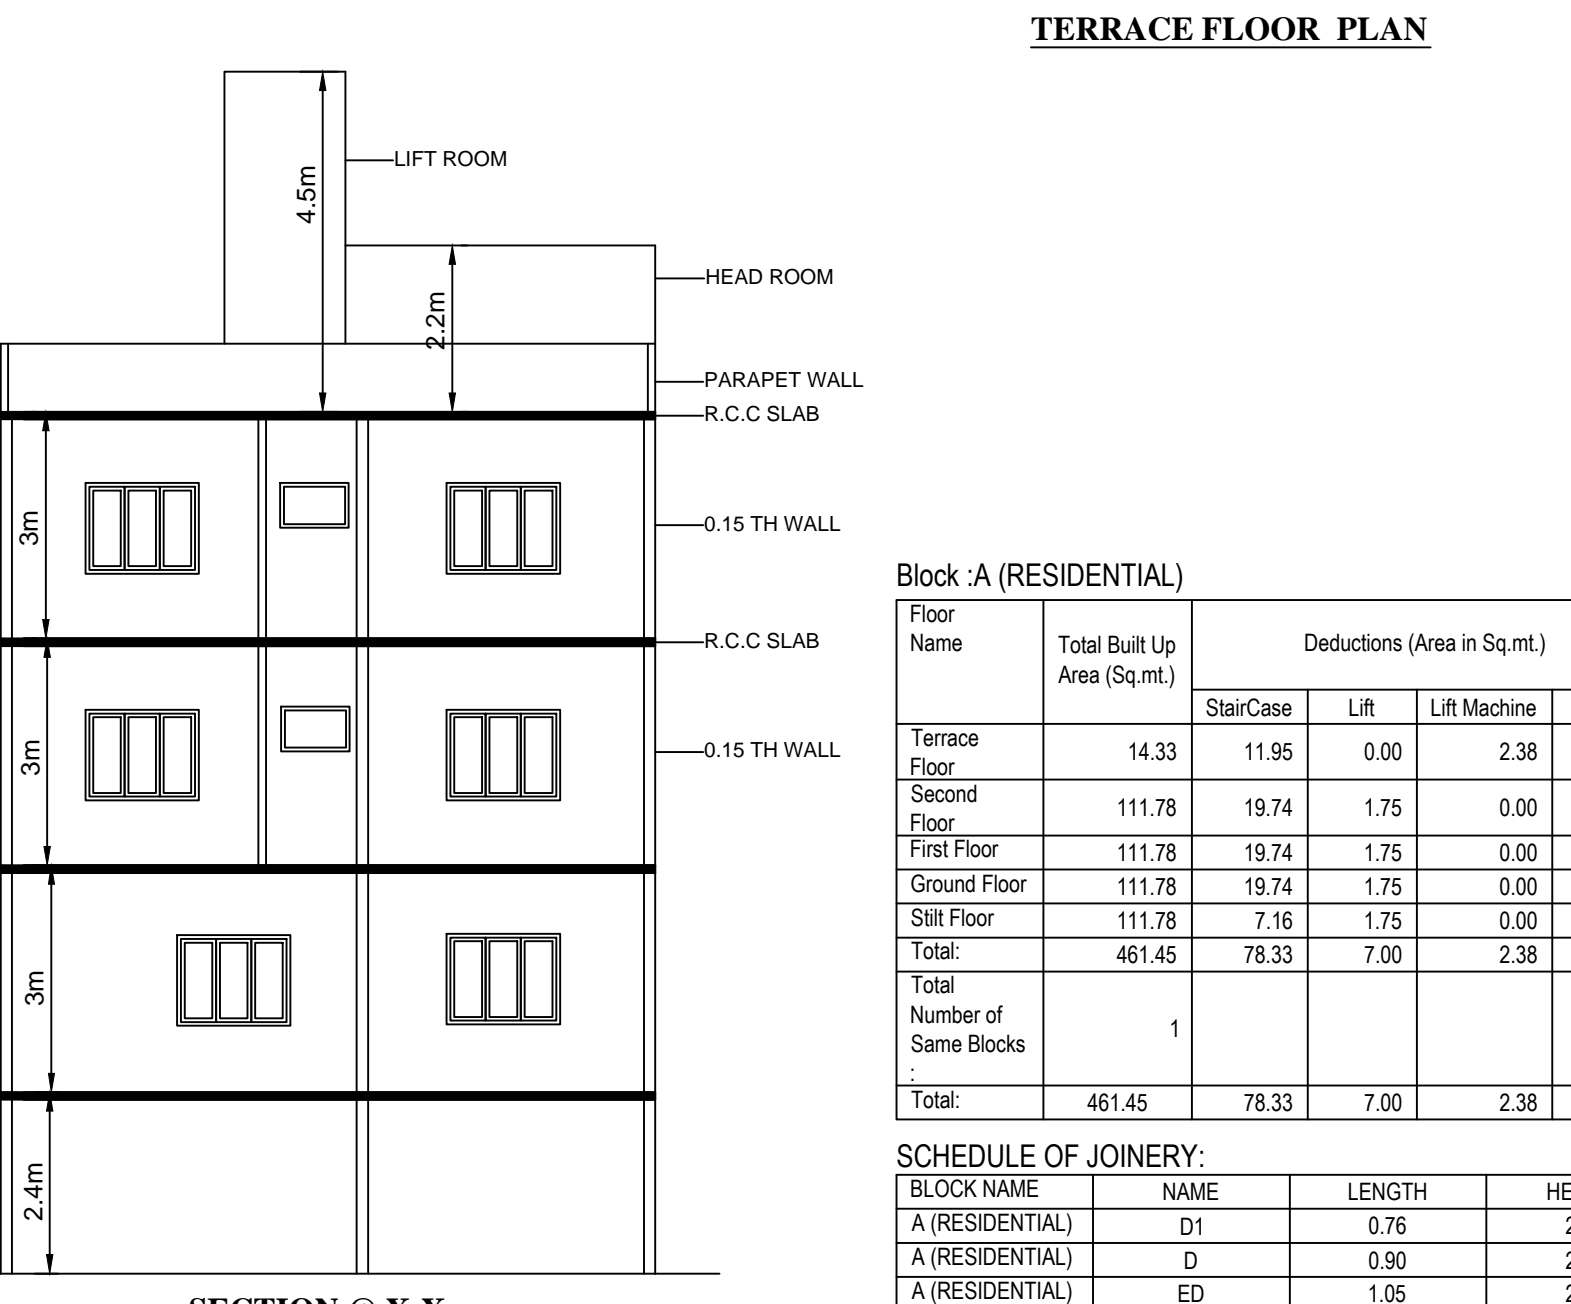 TERRACE FLOOR PLAN
LIFT ROOM
4.5m
HEAD ROOM
2.2m
PARAPET WALL
R.C.C SLAB
3m
0.15 TH WALL
R.C.C SLAB
3m
0.15 TH WALL
3m
2.4m
Block :A (RESIDENTIAL)
Floor
Name
Total Built Up
Area (Sq.mt.)
Deductions (Area in Sq.mt.)
StairCase Lift Lift Machine
Terrace
Floor
14.33 11.95 0.00 2.38
Second
Floor
111.78 19.74 1.75 0.00
First Floor 111.78 19.74 1.75 0.00
Ground Floor 111.78 19.74 1.75 0.00
Stilt Floor 111.78 7.16 1.75 0.00
Total: 461.45 78.33 7.00 2.38
Total
Number of
Same Blocks
:
1
Total: 461.45 78.33 7.00 2.38
SCHEDULE OF JOINERY:
BLOCK NAME NAME LENGTH HE
A (RESIDENTIAL) D1 0.76 2
A (RESIDENTIAL) D 0.90 2
A (RESIDENTIAL) ED 1.05 2
SECTION @ X-X